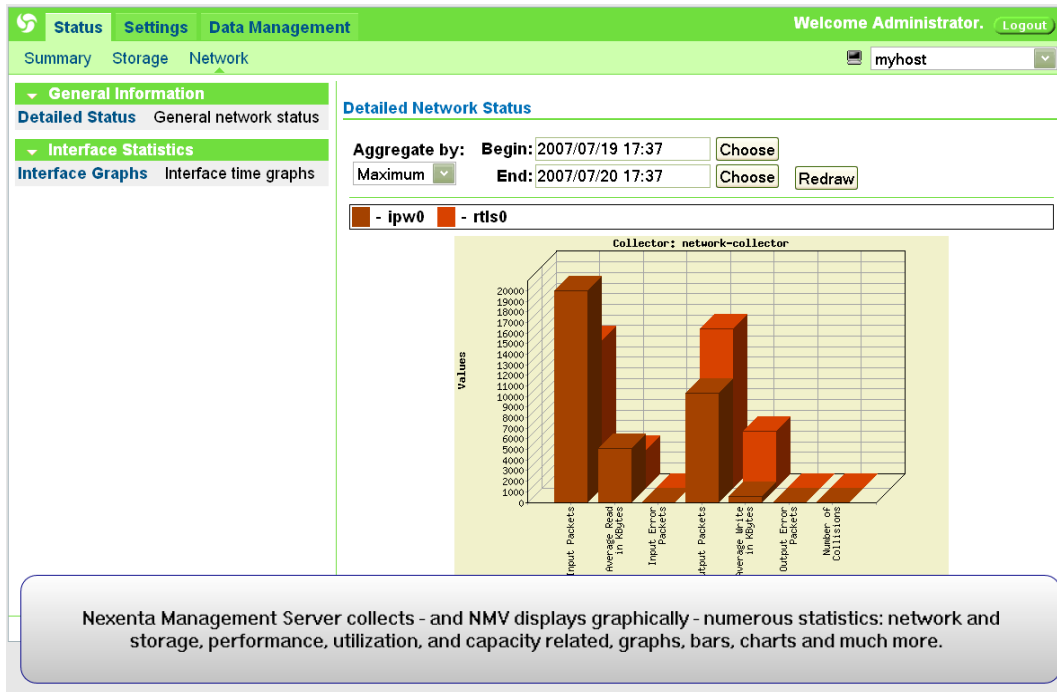 Status Settings Data Management
Welcome Administrator. Logout
Summary Storage Network
myhost
General Information
Detailed Status General network status
Interface Statistics
Interface Graphs Interface time graphs
Detailed Network Status
Aggregate by: Begin: 2007/07/19 17:37 Choose
Maximum End: 2007/07/20 17:37 Choose Redraw
- ipw0 - rtls0
Collector: network-collector
Values
20000
19000
18000
17000
16000
15000
14000
13000
12000
11000
10000
9000
8000
7000
6000
5000
4000
3000
2000
1000
0
Input Packets
Average Read
in KBytes
Input Error
Packets
utput Packets
Average Write
in KBytes
Output Error
Packets
Number of
Collisions
Nexenta Management Server collects - and NMV displays graphically - numerous statistics: network and
storage, performance, utilization, and capacity related, graphs, bars, charts and much more.